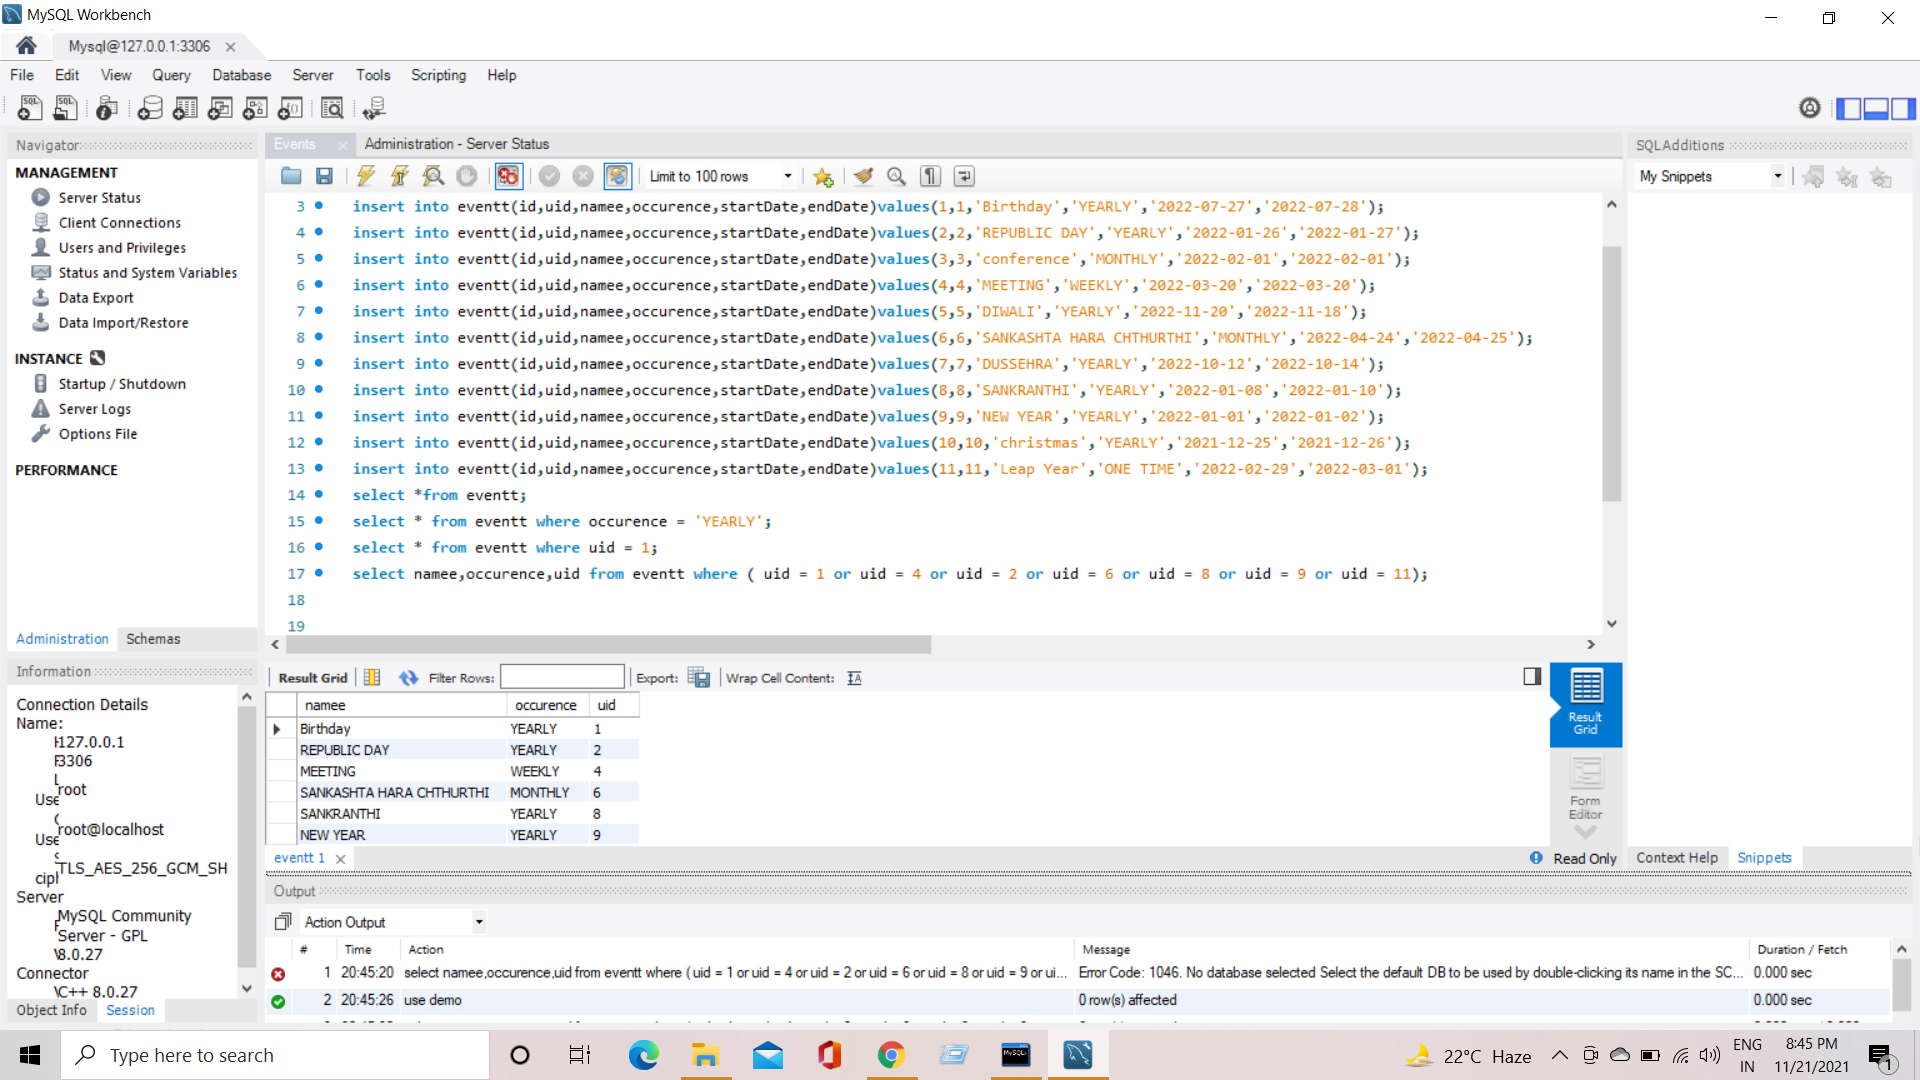 MySQL Workbench
Mysql@127.0.0.1:3306
File Edit View Query Database Server Tools Scripting Help
Navigator
MANAGEMENT
Server Status
Client Connections
Users and Privileges
Status and System Variables
Data Export
Data Import/Restore
INSTANCE
Startup / Shutdown
Server Logs
Options File
PERFORMANCE
Administration Schemas
Information
Connection Details
Name:
127.0.0.1
3306
root
Use
root@localhost
Use
TLS_AES_256_GCM_SH
ciph
Server
MySQL Community
Server - GPL
8.0.27
Connector
C++ 8.0.27
Object Info Session
Events Administration - Server Status
Limit to 100 rows
3 insert into eventt(id,uid,namee,occurence,startDate,endDate)values(1,1,'Birthday','YEARLY','2022-07-27','2022-07-28');
4 insert into eventt(id,uid,namee,occurence,startDate,endDate)values(2,2,'REPUBLIC DAY','YEARLY','2022-01-26','2022-01-27');
5 insert into eventt(id,uid,namee,occurence,startDate,endDate)values(3,3,'conference','MONTHLY','2022-02-01','2022-02-01');
6 insert into eventt(id,uid,namee,occurence,startDate,endDate)values(4,4,'MEETING','WEEKLY','2022-03-20','2022-03-20');
7 insert into eventt(id,uid,namee,occurence,startDate,endDate)values(5,5,'DIWALI','YEARLY','2022-11-20','2022-11-18');
8 insert into eventt(id,uid,namee,occurence,startDate,endDate)values(6,6,'SANKASHTA HARA CHTHURTHI','MONTHLY','2022-04-24','2022-04-25');
9 insert into eventt(id,uid,namee,occurence,startDate,endDate)values(7,7,'DUSSEHRA','YEARLY','2022-10-12','2022-10-14');
10 insert into eventt(id,uid,namee,occurence,startDate,endDate)values(8,8,'SANKRANTHI','YEARLY','2022-01-08','2022-01-10');
11 insert into eventt(id,uid,namee,occurence,startDate,endDate)values(9,9,'NEW YEAR','YEARLY','2022-01-01','2022-01-02');
12 insert into eventt(id,uid,namee,occurence,startDate,endDate)values(10,10,'christmas','YEARLY','2021-12-25','2021-12-26');
13 insert into eventt(id,uid,namee,occurence,startDate,endDate)values(11,11,'Leap Year','ONE TIME','2022-02-29','2022-03-01');
14 select *from eventt;
15 select * from eventt where occurence = 'YEARLY';
16 select * from eventt where uid = 1;
17 select namee,occurence,uid from eventt where ( uid = 1 or uid = 4 or uid = 2 or uid = 6 or uid = 8 or uid = 9 or uid = 11);
18
19
Result Grid Filter Rows: Export: Wrap Cell Content:
namee occurence uid
Birthday YEARLY 1
REPUBLIC DAY YEARLY 2
MEETING WEEKLY 4
SANKASHTA HARA CHTHURTHI MONTHLY 6
SANKRANTHI YEARLY 8
NEW YEAR YEARLY 9
Result
Grid
Form
Editor
eventt 1 Read Only
SQLAdditions
My Snippets
Context Help Snippets
Output
Action Output
# Time Action Message Duration / Fetch
1 20:45:20 select namee,occurence,uid from eventt where ( uid = 1 or uid = 4 or uid = 2 or uid = 6 or uid = 8 or uid = 9 or ui... Error Code: 1046. No database selected Select the default DB to be used by double-clicking its name in the SC... 0.000 sec
2 20:45:26 use demo 0 row(s) affected 0.000 sec
Type here to search
22°C Haze
ENG
IN
8:45 PM
11/21/2021
1